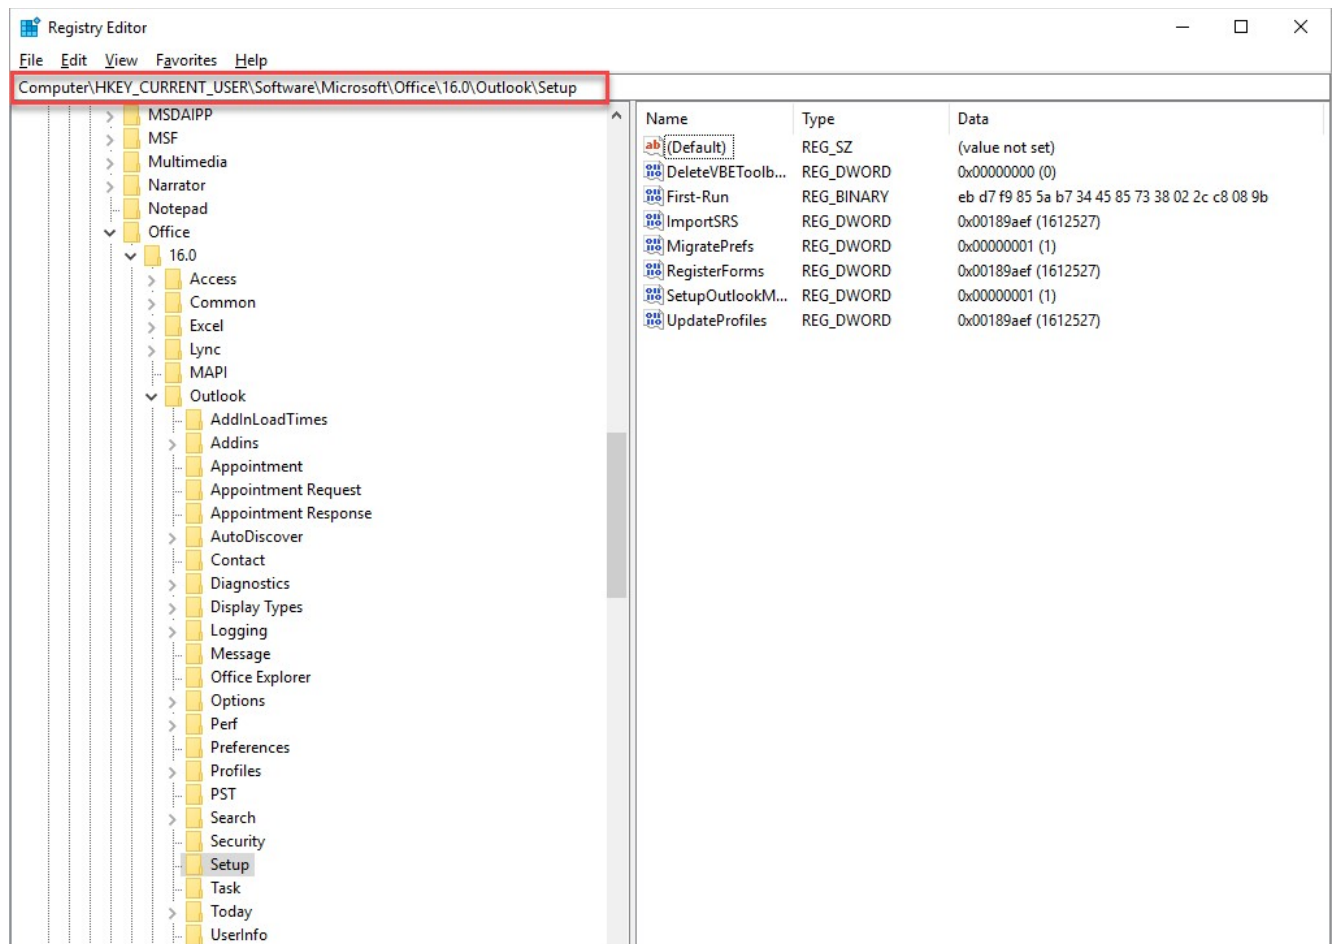 Registry Editor
File Edit View Favorites Help
Computer\HKEY_CURRENT_USER\Software\Microsoft\Office\16.0\Outlook\Setup
MSDAIPP
MSF
Multimedia
Narrator
Notepad
Office
16.0
Access
Common
Excel
Lync
MAPI
Outlook
AddInLoadTimes
Addins
Appointment
Appointment Request
Appointment Response
AutoDiscover
Contact
Diagnostics
Display Types
Logging
Message
Office Explorer
Options
Perf
Preferences
Profiles
PST
Search
Security
Setup
Task
Today
UserInfo
Name Type Data
(Default) REG_SZ (value not set)
DeleteVBEToolb... REG_DWORD 0x00000000 (0)
First-Run REG_BINARY eb d7 f9 85 5a b7 34 45 85 73 38 02 2c c8 08 9b
ImportSRS REG_DWORD 0x00189aef (1612527)
MigratePrefs REG_DWORD 0x00000001 (1)
RegisterForms REG_DWORD 0x00189aef (1612527)
SetupOutlookM... REG_DWORD 0x00000001 (1)
UpdateProfiles REG_DWORD 0x00189aef (1612527)